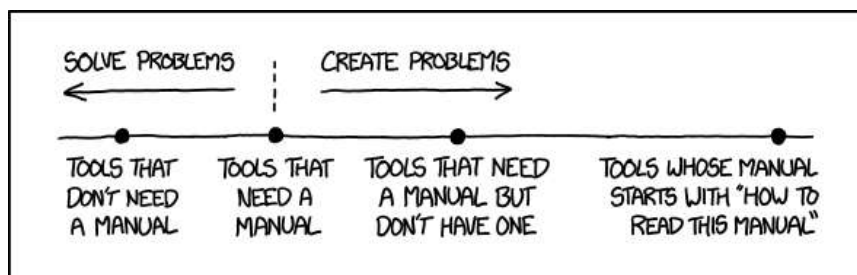 SOLVE PROBLEMS
CREATE PROBLEMS
TOOLS THAT
DON'T NEED
A MANUAL
TOOLS THAT
NEED A
MANUAL
TOOLS THAT NEED
A MANUAL BUT
DON'T HAVE ONE
TOOLS WHOSE MANUAL
STARTS WITH "HOW TO
READ THIS MANUAL"